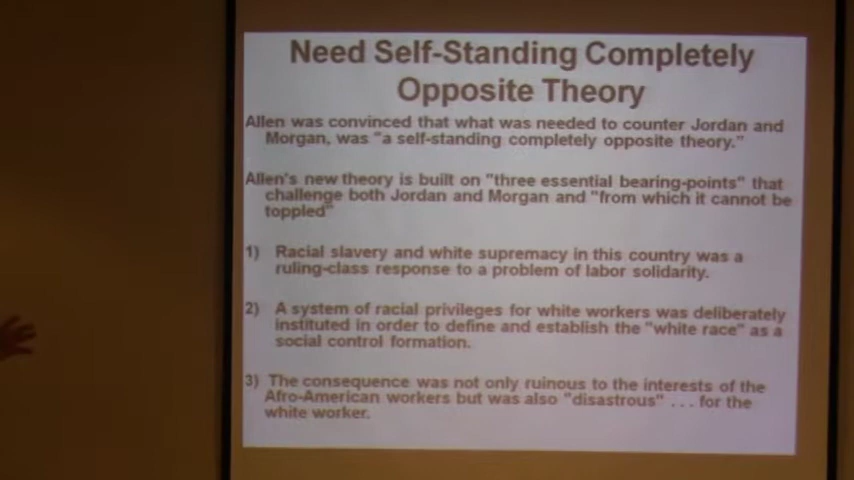 Need Self-Standing Completely
Opposite Theory
Allen was convinced that what was needed to counter Jordan and
Morgan, was "a self-standing completely opposite theory."
Allen's new theory is built on "three essential bearing-points" that
challenge both Jordan and Morgan and "from which it cannot be
toppled"
1) Racial slavery and white supremacy in this country was a
ruling-class response to a problem of labor solidarity.
2) A system of racial privileges for white workers was deliberately
instituted in order to define and establish the "white race" as a
social control formation.
3) The consequence was not only ruinous to the interests of the
Afro-American workers but was also "disastrous" . . . for the
white worker.